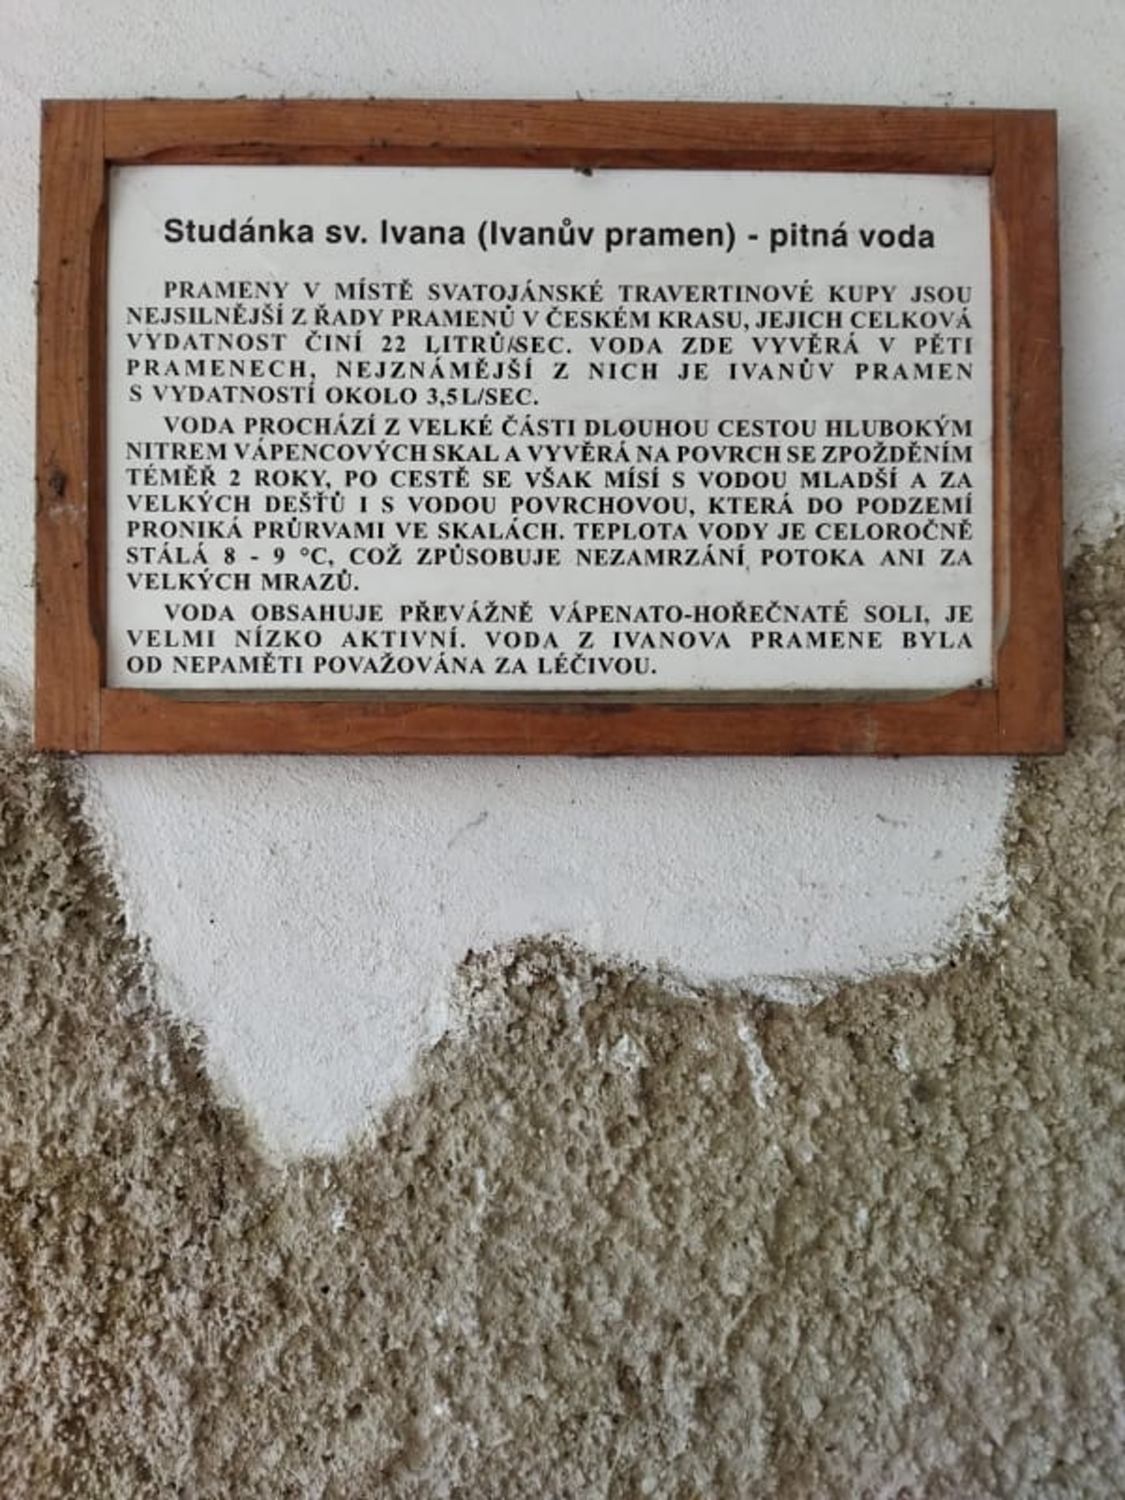 Studánka sv. Ivana (Ivanův pramen) - pitná voda
PRAMENY V MÍSTĚ SVATOJÁNSKÉ TRAVERTINOVÉ KUPY JSOU
NEJSILNĚJŠÍ Z ŘADY PRAMENŮ V ČESKÉM KRASU, JEJICH CELKOVÁ
VYDATNOST ČINÍ 22 LITRŮ/SEC. VODA ZDE VYVĚRÁ V PĚTI
PRAMENECH, NEJZNÁMĚJŠÍ Z NICH JE IVANŮV PRAMEN
S VYDATNOSTÍ OKOLO 3,5L/SEC.
VODA PROCHÁZÍ Z VELKÉ ČÁSTI DLOUHOU CESTOU HLUBOKÝM
NITREM VÁPENCOVÝCH SKAL A VYVĚRÁ NA POVRCH SE ZPOŽDĚNÍM
TÉMĚŘ 2 ROKY, PO CESTĚ SE VŠAK MÍSÍ S VODOU MLADŠÍ A ZA
VELKÝCH DEŠŤŮ I S VODOU POVRCHOVOU, KTERÁ DO PODZEMÍ
PRONIKÁ PRŮRVAMI VE SKALÁCH. TEPLOTA VODY JE CELOROČNĚ
STÁLÁ 8 - 9 °C, COŽ ZPŮSOBUJE NEZAMRZÁNÍ POTOKA ANI ZA
VELKÝCH MRAZŮ.
VODA OBSAHUJE PŘEVÁŽNĚ VÁPENATO-HOŘEČNATÉ SOLI, JE
VELMI NÍZKO AKTIVNÍ. VODA Z IVANOVA PRAMENE BYLA
OD NEPAMĚTI POVAŽOVÁNA ZA LÉČIVOU.